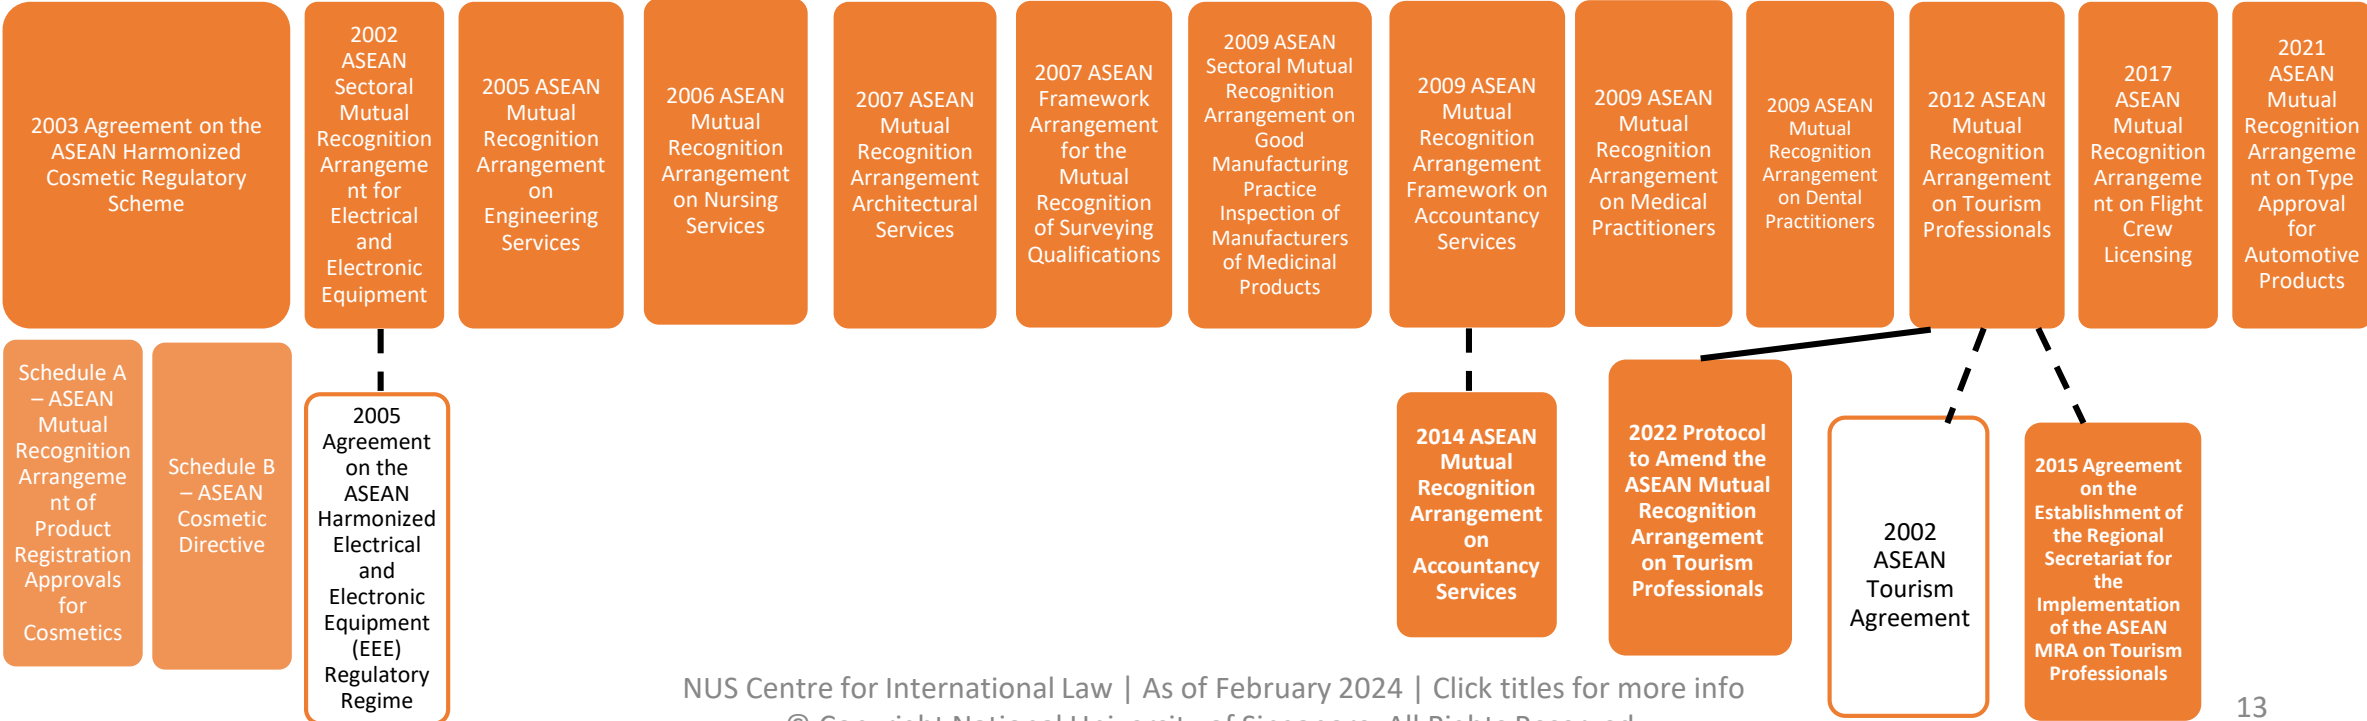 2003 Agreement on the
ASEAN Harmonized
Cosmetic Regulatory
Scheme
2002
ASEAN
Sectoral
Mutual
Recognition
Arrangeme
nt for
Electrical
and
Electronic
Equipment
2005 ASEAN
Mutual
Recognition
Arrangement
on
Engineering
Services
2006 ASEAN
Mutual
Recognition
Arrangement
on Nursing
Services
2007 ASEAN
Mutual
Recognition
Arrangement
Architectural
Services
2007 ASEAN
Framework
Arrangement
for the
Mutual
Recognition
of Surveying
Qualifications
2009 ASEAN
Sectoral Mutual
Recognition
Arrangement on
Good
Manufacturing
Practice
Inspection of
Manufacturers
of Medicinal
Products
2009 ASEAN
Mutual
Recognition
Arrangement
Framework on
Accountancy
Services
2009 ASEAN
Mutual
Recognition
Arrangement
on Medical
Practitioners
2009 ASEAN
Mutual
Recognition
Arrangement
on Dental
Practitioners
2012 ASEAN
Mutual
Recognition
Arrangement
on Tourism
Professionals
2017
ASEAN
Mutual
Recognition
Arrangeme
nt on Flight
Crew
Licensing
2021
ASEAN
Mutual
Recognition
Arrangeme
nt on Type
Approval
for
Automotive
Products
Schedule A
– ASEAN
Mutual
Recognition
Arrangeme
nt of
Product
Registration
Approvals
for
Cosmetics
Schedule B
– ASEAN
Cosmetic
Directive
2005
Agreement
on the
ASEAN
Harmonized
Electrical
and
Electronic
Equipment
(EEE)
Regulatory
Regime
2014 ASEAN
Mutual
Recognition
Arrangement
on
Accountancy
Services
2022 Protocol
to Amend the
ASEAN Mutual
Recognition
Arrangement
on Tourism
Professionals
2002
ASEAN
Tourism
Agreement
2015 Agreement
on the
Establishment of
the Regional
Secretariat for
the
Implementation
of the ASEAN
MRA on Tourism
Professionals
NUS Centre for International Law | As of February 2024 | Click titles for more info
© Copyright National University of Singapore. All Rights Reserved
13